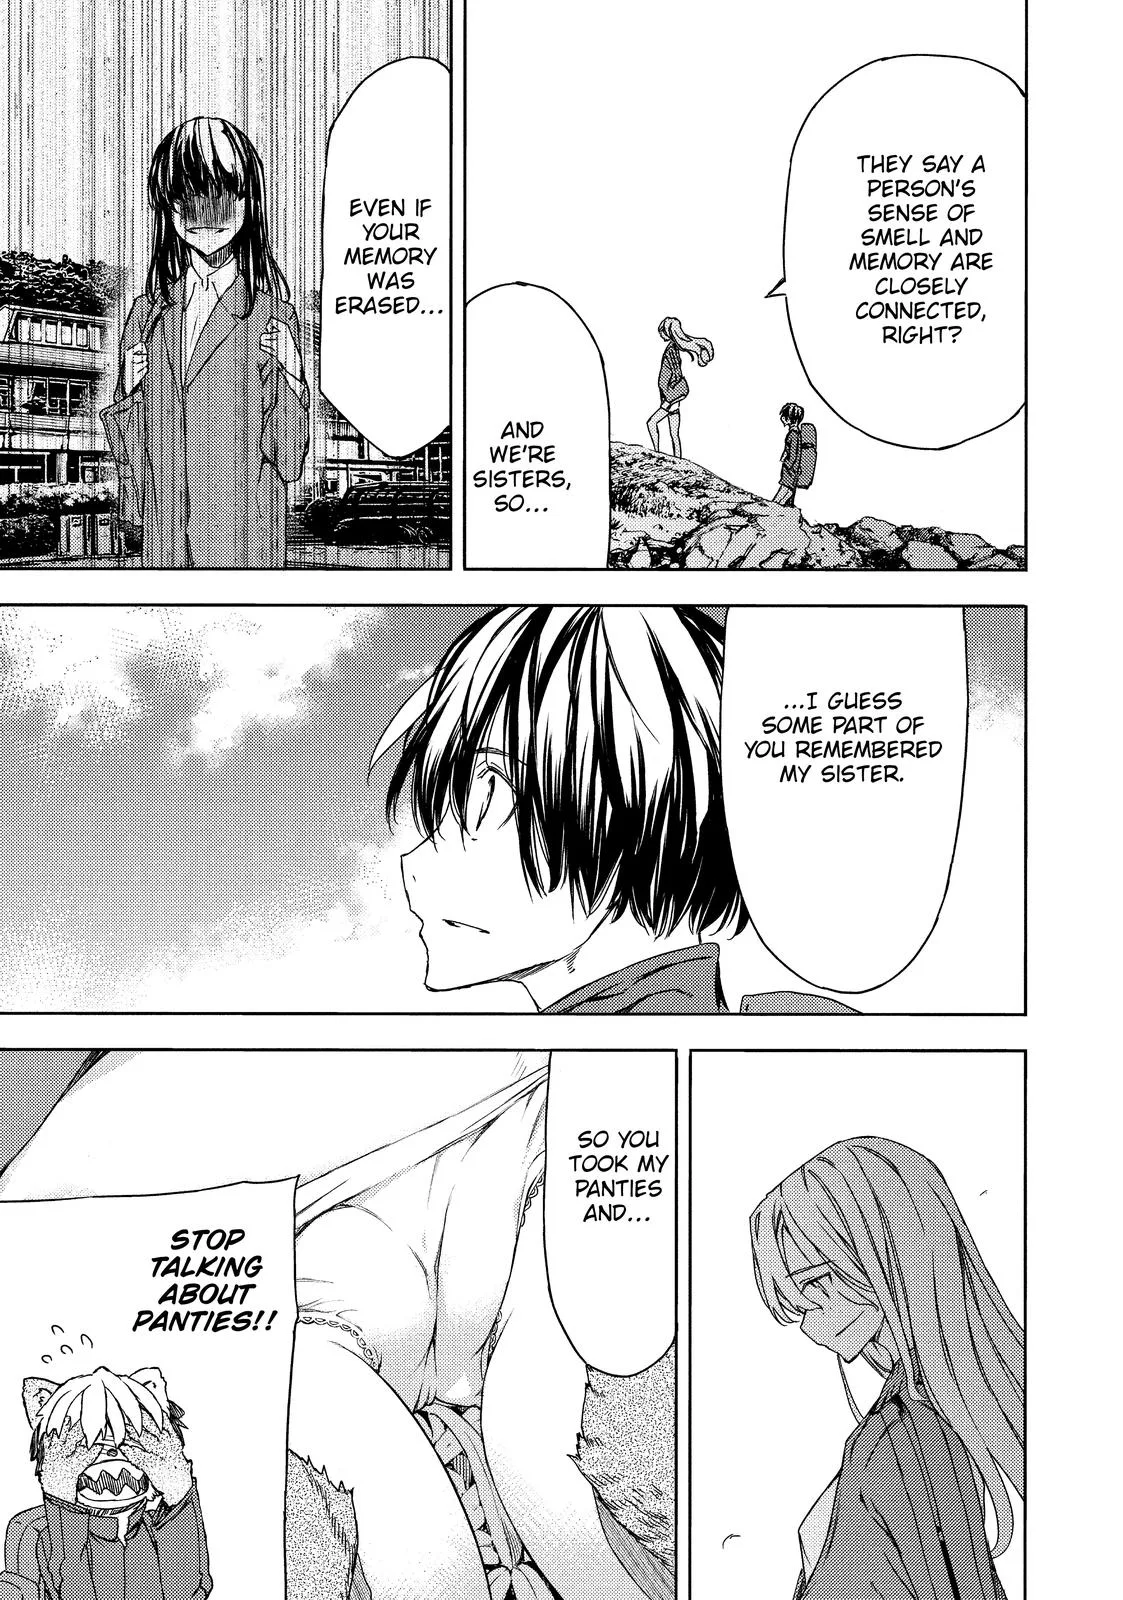 THEY SAY A
PERSON'S
SENSE OF
SMELL AND
MEMORY ARE
CLOSELY
CONNECTED,
RIGHT?
AND
WE'RE
SISTERS,
SO...
EVEN IF
YOUR
MEMORY
WAS
ERASED...
...I GUESS
SOME PART OF
YOU REMEMBERED
MY SISTER.
SO YOU
TOOK MY
PANTIES
AND...
STOP
TALKING
ABOUT
PANTIES!!